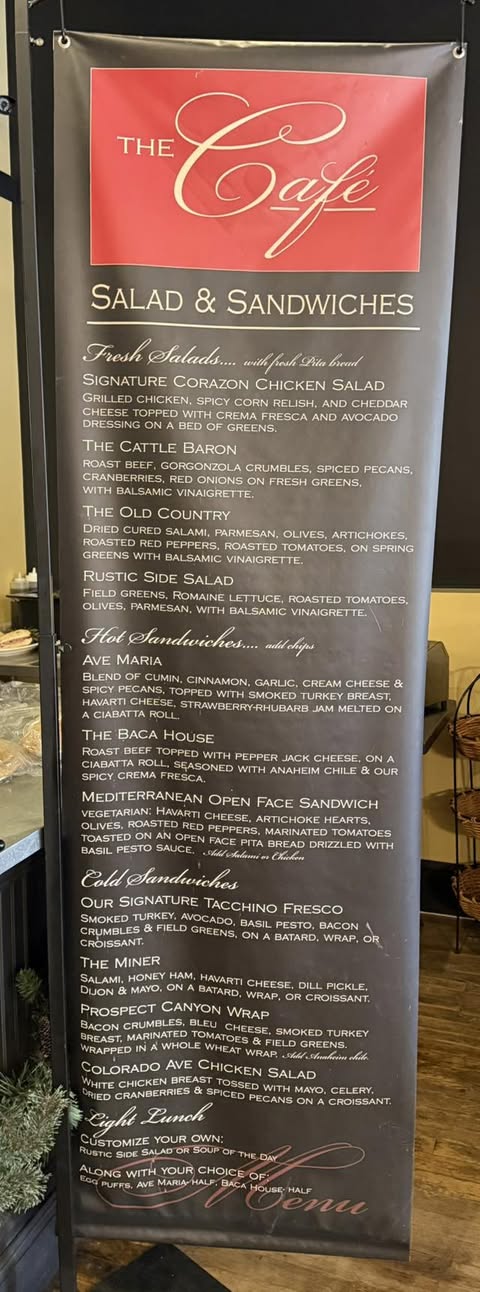 THE Café
SALAD & SANDWICHES
Fresh Salads.... with fresh Pita bread
SIGNATURE CORAZON CHICKEN SALAD
GRILLED CHICKEN, SPICY CORN RELISH, AND CHEDDAR
CHEESE TOPPED WITH CREMA FRESCA AND AVOCADO
DRESSING ON A BED OF GREENS.
THE CATTLE BARON
ROAST BEEF, GORGONZOLA CRUMBLES, SPICED PECANS,
CRANBERRIES, RED ONIONS ON FRESH GREENS,
WITH BALSAMIC VINAIGRETTE.
THE OLD COUNTRY
DRIED CURED SALAMI, PARMESAN, OLIVES, ARTICHOKES,
ROASTED RED PEPPERS, ROASTED TOMATOES, ON SPRING
GREENS WITH BALSAMIC VINAIGRETTE.
RUSTIC SIDE SALAD
FIELD GREENS, ROMAINE LETTUCE, ROASTED TOMATOES,
OLIVES, PARMESAN, WITH BALSAMIC VINAIGRETTE.
Hot Sandwiches.... add chips
AVE MARIA
BLEND OF CUMIN, CINNAMON, GARLIC, CREAM CHEESE &
SPICY PECANS, TOPPED WITH SMOKED TURKEY BREAST,
HAVARTI CHEESE, STRAWBERRY-RHUBARB JAM MELTED ON
A CIABATTA ROLL.
THE BACA HOUSE
ROAST BEEF TOPPED WITH PEPPER JACK CHEESE, ON A
CIABATTA ROLL, SEASONED WITH ANAHEIM CHILE & OUR
SPICY CREMA FRESCA.
MEDITERRANEAN OPEN FACE SANDWICH
VEGETARIAN: HAVARTI CHEESE, ARTICHOKE HEARTS,
OLIVES, ROASTED RED PEPPERS, MARINATED TOMATOES
TOASTED ON AN OPEN FACE PITA BREAD DRIZZLED WITH
BASIL PESTO SAUCE. Add Salami or Chicken
Cold Sandwiches
OUR SIGNATURE TACCHINO FRESCO
SMOKED TURKEY, AVOCADO, BASIL PESTO, BACON
CRUMBLES & FIELD GREENS, ON A BATARD, WRAP, OR
CROISSANT.
THE MINER
SALAMI, HONEY HAM, HAVARTI CHEESE, DILL PICKLE,
DIJON & MAYO, ON A BATARD, WRAP, OR CROISSANT.
PROSPECT CANYON WRAP
BACON CRUMBLES, BLEU CHEESE, SMOKED TURKEY
BREAST, MARINATED TOMATOES & FIELD GREENS.
WRAPPED IN A WHOLE WHEAT WRAP. Add Anaheim chile.
COLORADO AVE CHICKEN SALAD
WHITE CHICKEN BREAST TOSSED WITH MAYO, CELERY,
DRIED CRANBERRIES & SPICED PECANS ON A CROISSANT.
Light Lunch
CUSTOMIZE YOUR OWN:
RUSTIC SIDE SALAD OR SOUP OF THE DAY
ALONG WITH YOUR CHOICE OF:
EGG PUFFS, AVE MARIA-HALF, BACA HOUSE-HALF
Menu